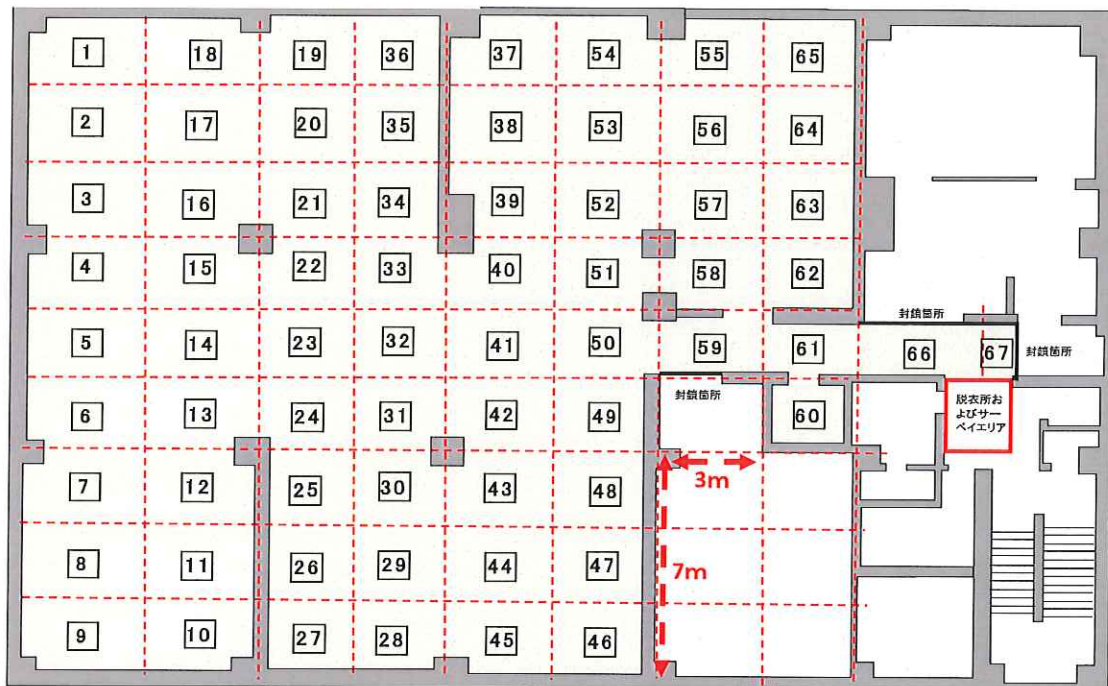 1 18 19 36 37 54 55 65
2 17 20 35 38 53 56 64
3 16 21 34 39 52 57 63
4 15 22 33 40 51 58 62
封鎖箇所
5 14 23 32 41 50 59 61 66 67 封鎖箇所
6 13 24 31 42 49 封鎖箇所 60
脱衣所お
よびサー
ベイエリア
7 12 25 30 43 48 3m
8 11 26 29 44 47 7m
9 10 27 28 45 46